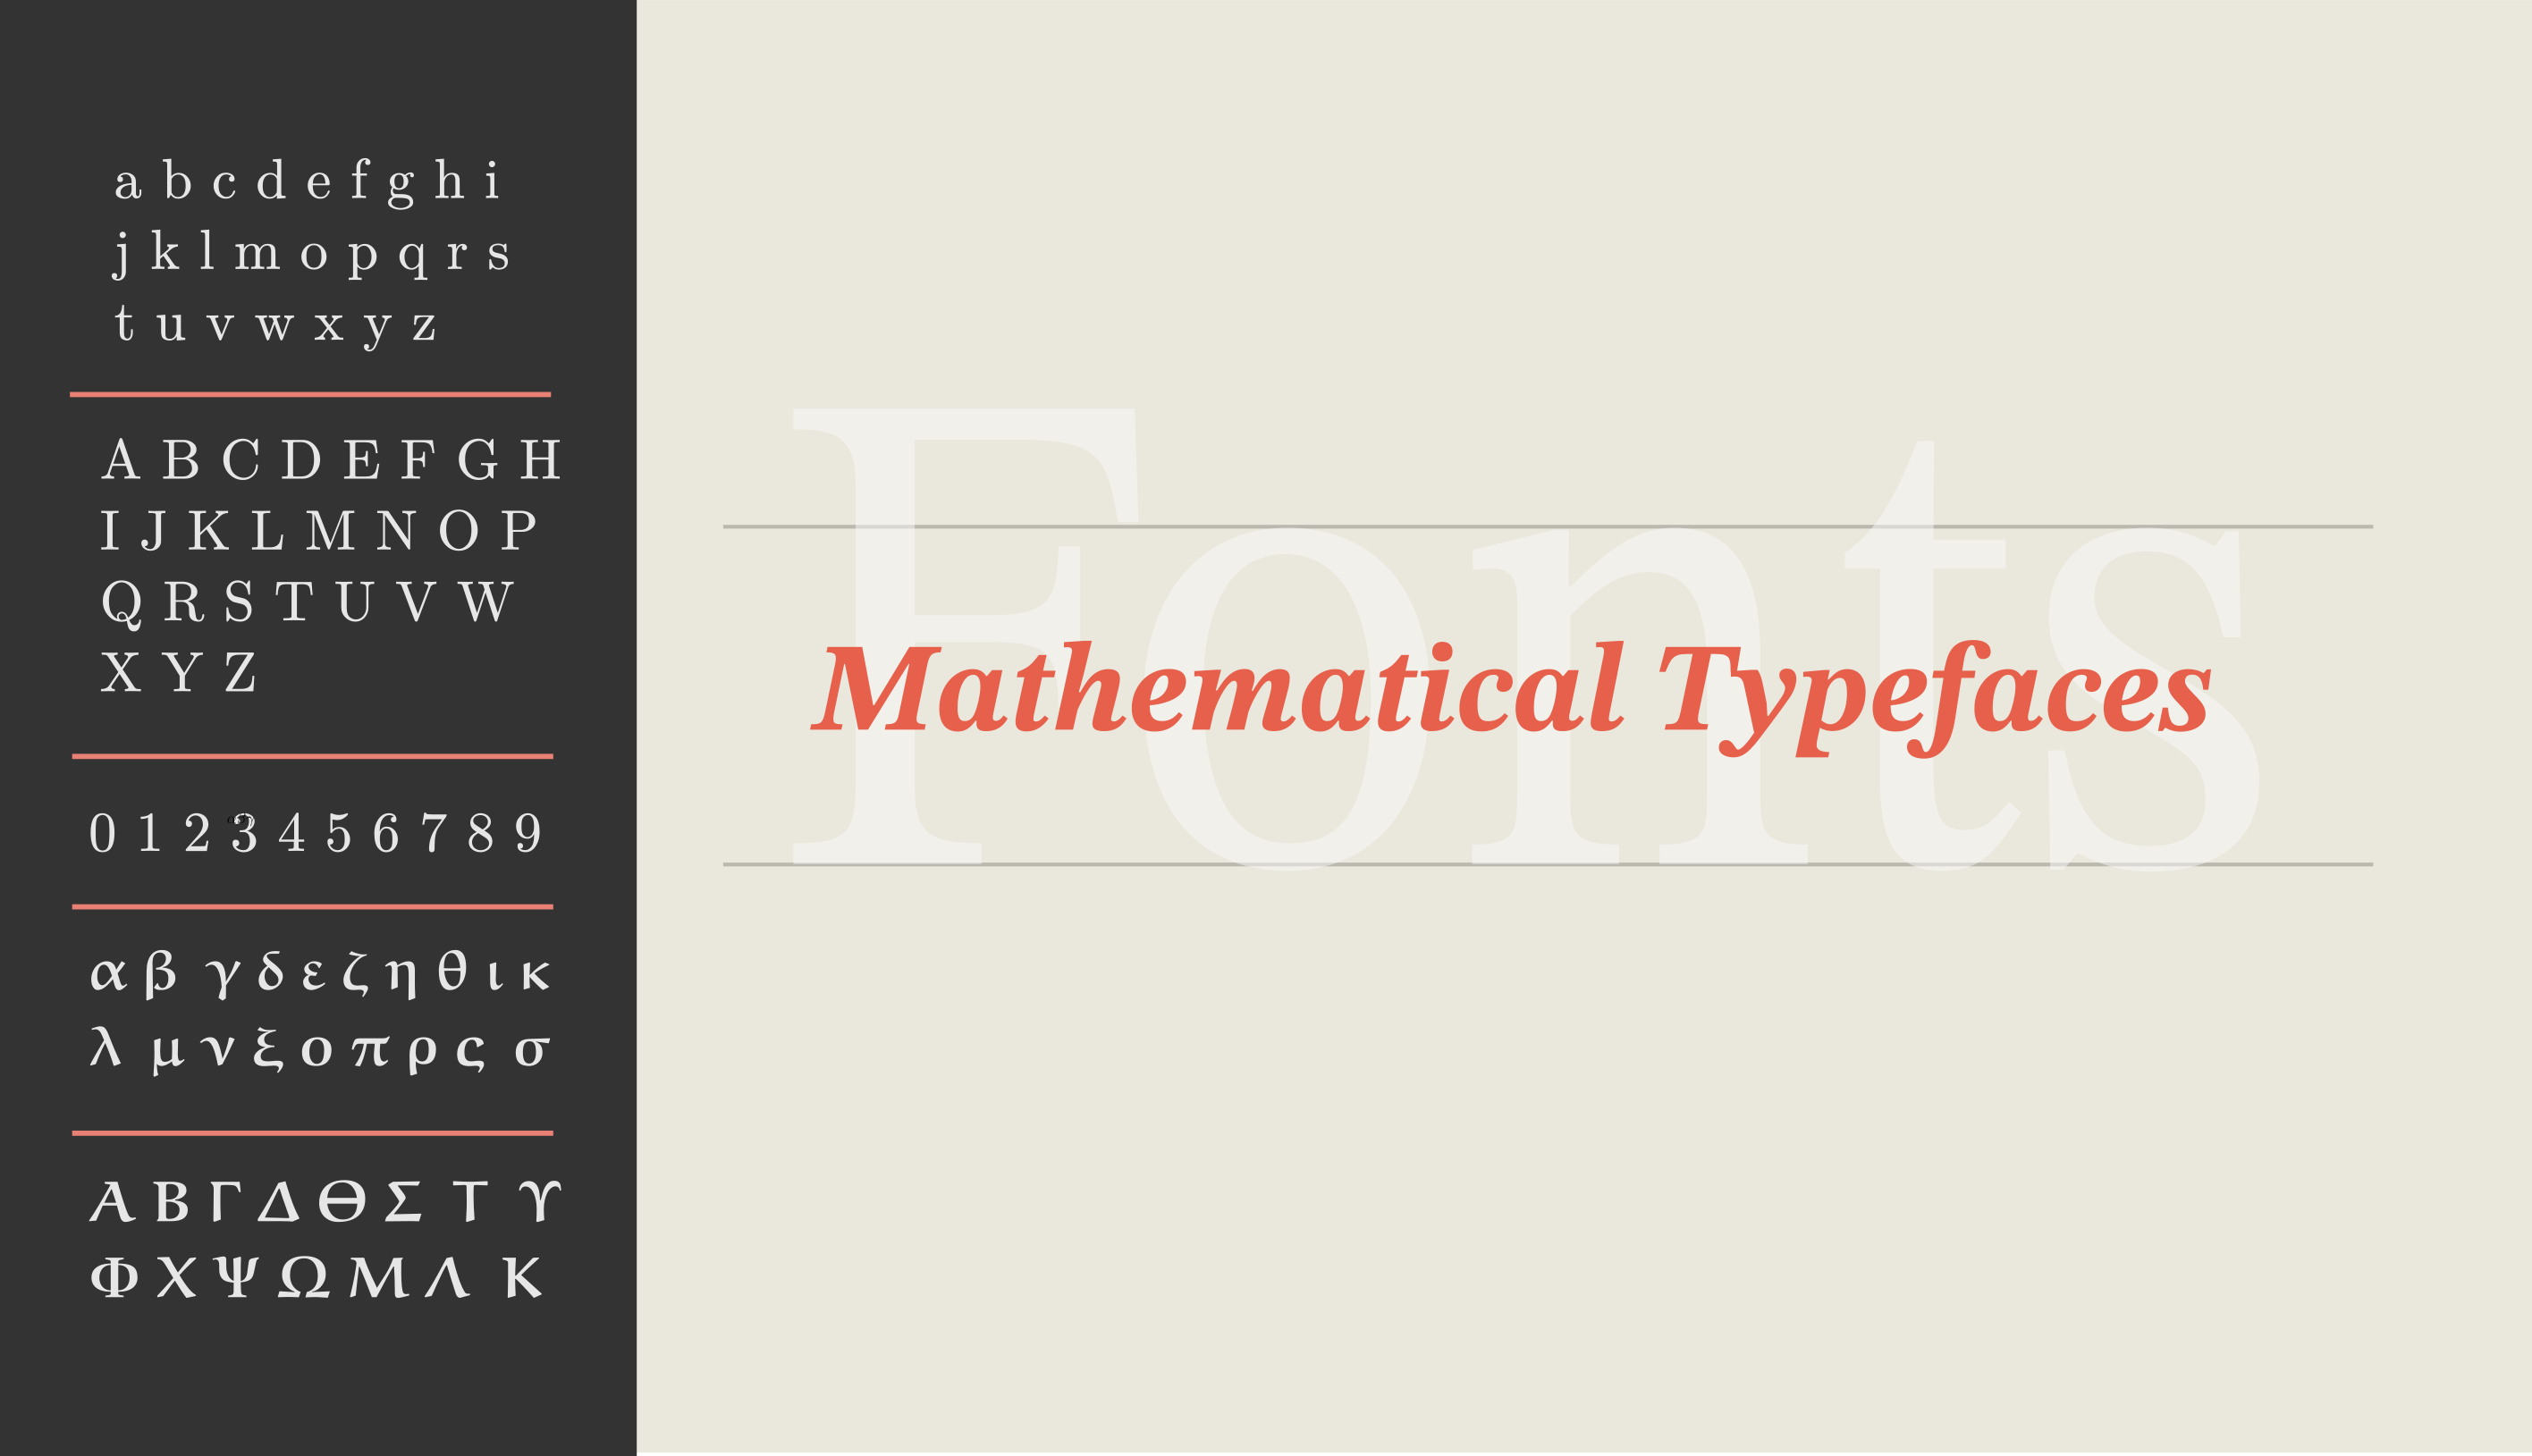 a b c d e f g h i
j k l m o p q r s
t u v w x y z
A B C D E F G H
I J K L M N O P
Q R S T U V W
X Y Z
0 1 2 3 4 5 6 7 8 9
α β γ δ ε ζ η θ ι κ
λ μ ν ξ ο π ρ ς σ
Α Β Γ Δ Θ Σ Τ ϒ
Φ Χ Ψ Ω Μ Λ Κ
Fonts
Mathematical Typefaces